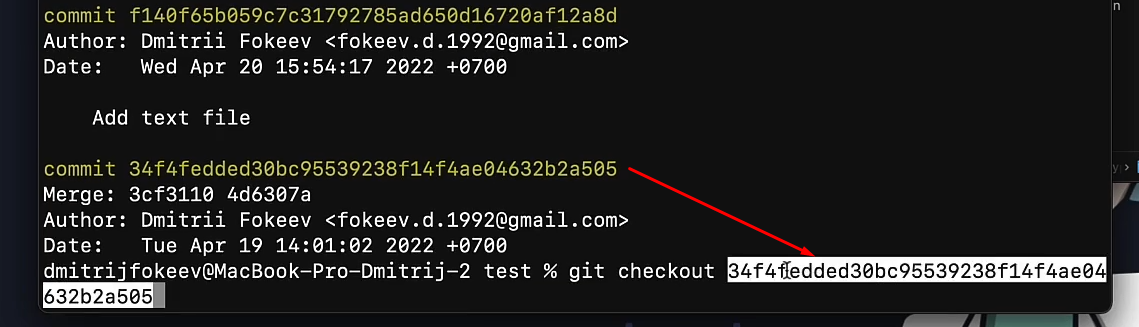 commit f140f65b059c7c31792785ad650d16720af12a8d
Author: Dmitrii Fokeev <fokeev.d.1992@gmail.com>
Date:   Wed Apr 20 15:54:17 2022 +0700
Add text file
commit 34f4fedded30bc95539238f14f4ae04632b2a505
Merge: 3cf3110 4d6307a
Author: Dmitrii Fokeev <fokeev.d.1992@gmail.com>
Date:   Tue Apr 19 14:01:02 2022 +0700
dmitrijfokeev@MacBook-Pro-Dmitrij-2 test % git checkout 34f4fedded30bc95539238f14f4ae04
632b2a505